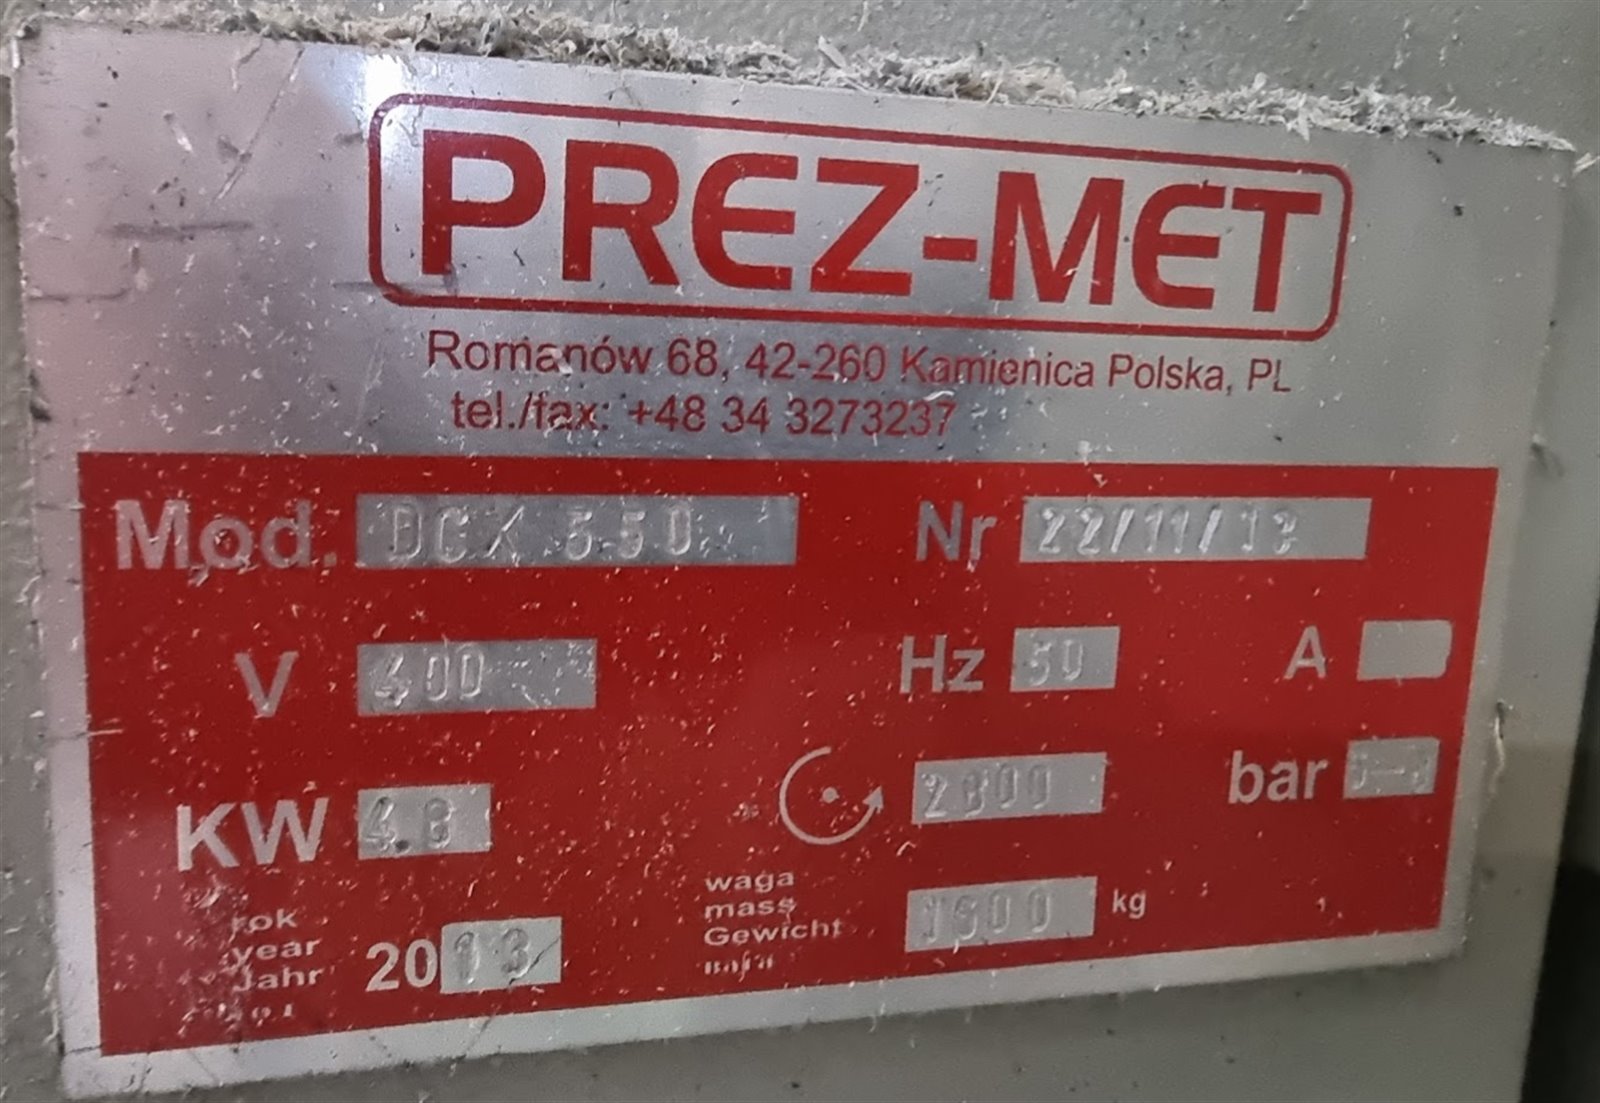 PREZ-MET
Romanów 68, 42-260 Kamienica Polska, PL
tel./fax: +48 34 3273237
Mod. DCX 550 Nr 22/11/13
V 400 Hz 50 A
KW 4.8 2800 bar
rok
year
Jahr
2013
waga
mass
Gewicht
kg